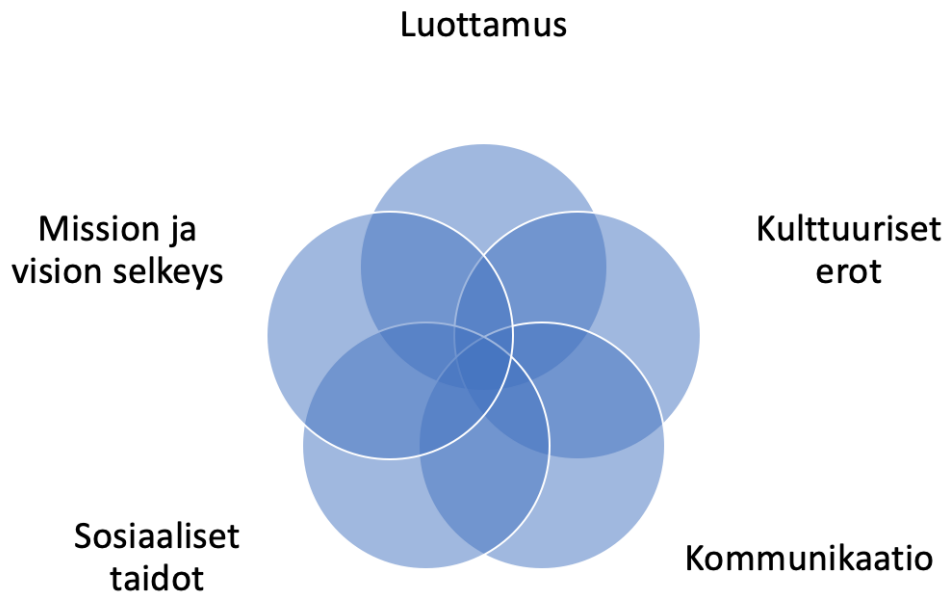 Luottamus
Mission ja
vision selkeys
Kulttuuriset
erot
Sosiaaliset
taidot
Kommunikaatio